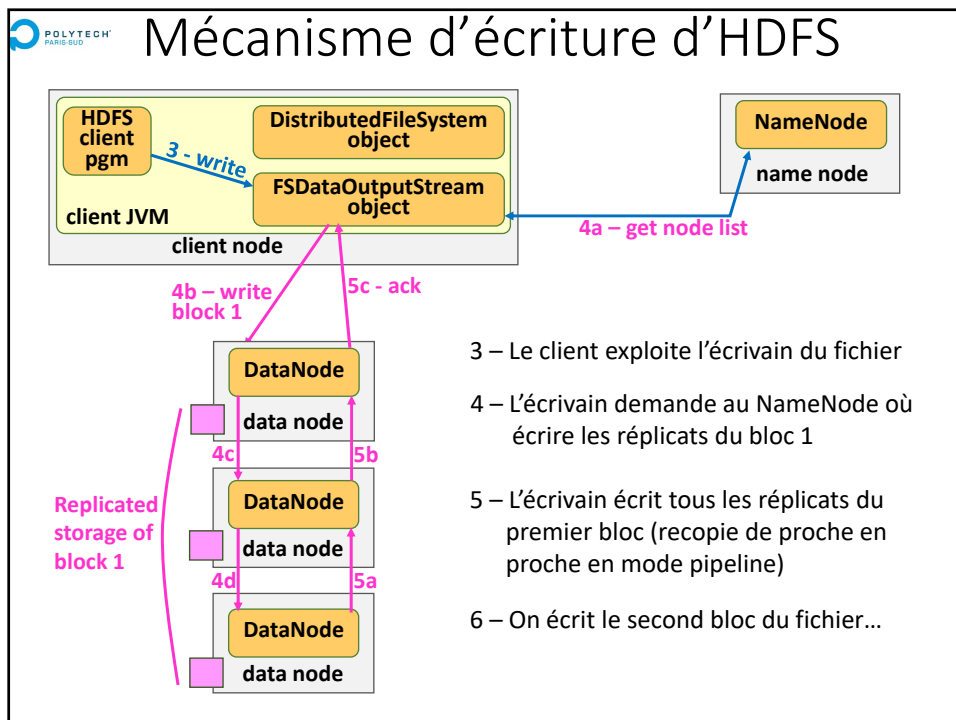 POLYTECH'
PARIS-SUD
Mécanisme d'écriture d'HDFS
HDFS
client
pgm
3 - write
DistributedFileSystem
object
FSDataOutputStream
object
client JVM
client node
NameNode
name node
4a – get node list
4b – write
block 1
5c - ack
DataNode
data node
4c
5b
DataNode
data node
4d
5a
DataNode
data node
Replicated
storage of
block 1
3 – Le client exploite l'écrivain du fichier
4 – L'écrivain demande au NameNode où
écrire les réplicats du bloc 1
5 – L'écrivain écrit tous les réplicats du
premier bloc (recopie de proche en
proche en mode pipeline)
6 – On écrit le second bloc du fichier…